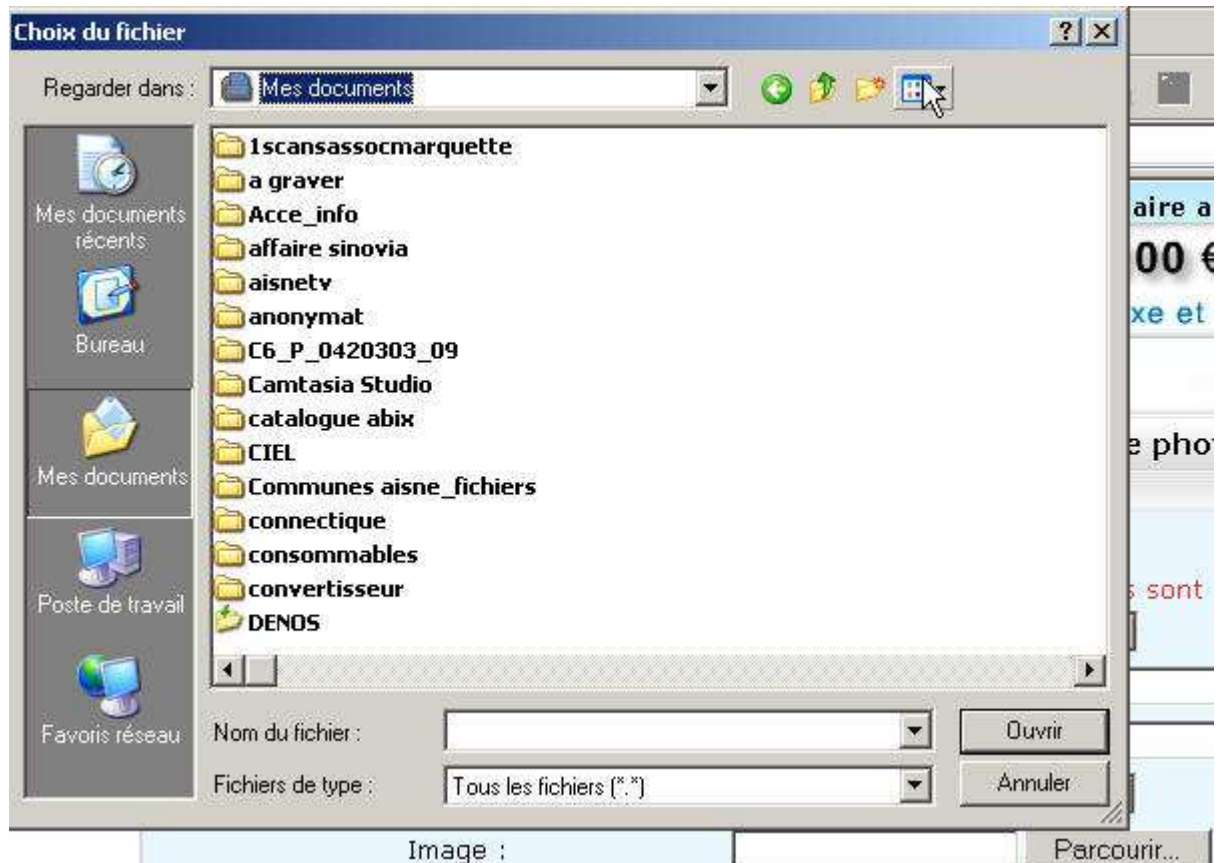 Choix du fichier
Regarder dans :
Mes documents
Mes documents
récents
Bureau
Mes documents
Poste de travail
Favoris réseau
1scansassocmarquette
a graver
Acce_info
affaire sinovia
aisnetv
anonymat
C6_P_0420303_09
Camtasia Studio
catalogue abix
CIEL
Communes aisne_fichiers
connectique
consommables
convertisseur
DENOS
Nom du fichier :
Ouvrir
Fichiers de type :
Tous les fichiers (*.*)
Annuler
aire a
00 €
xe et
e pho
s sont
Image :
Parcourir...